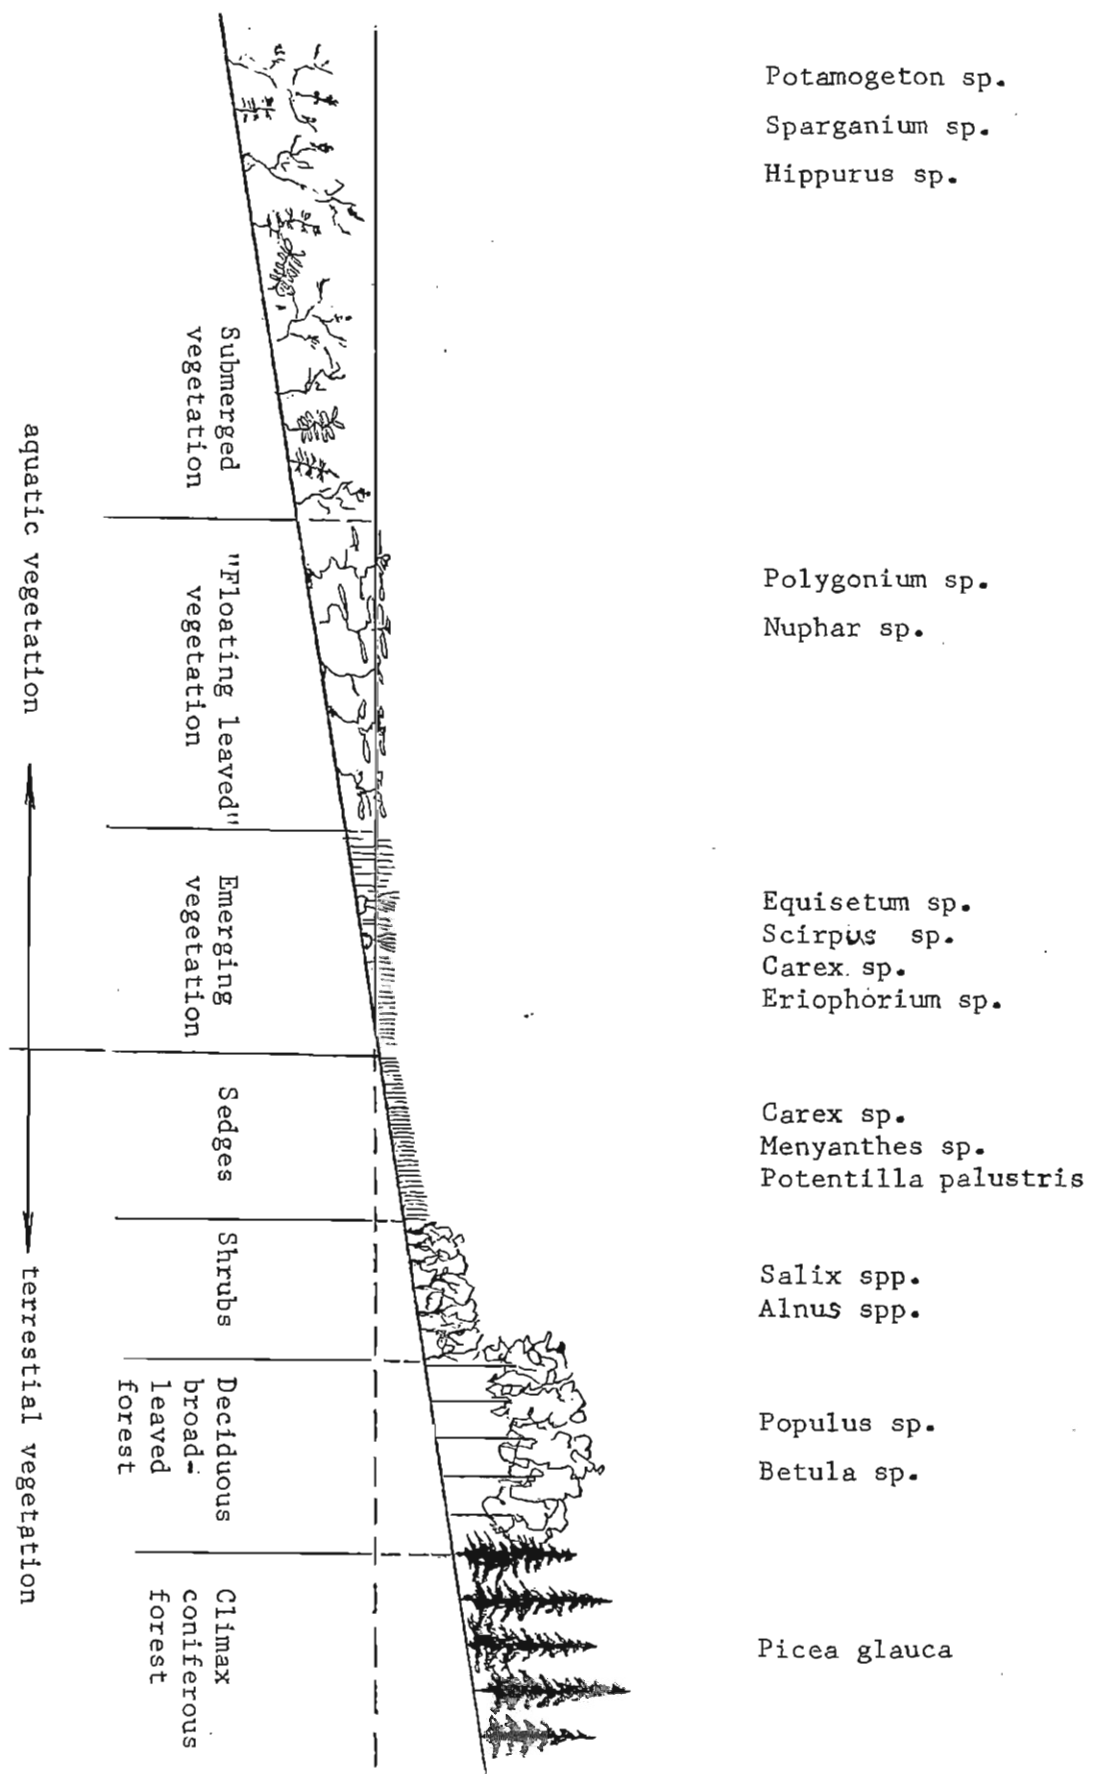 Potamogeton sp.
Sparganium sp.
Hippurus sp.
Submerged
vegetation
"Floating leaved"
vegetation
Polygonium sp.
Nuphar sp.
Emerging
vegetation
Equisetum sp.
Scirpus sp.
Carex sp.
Eriophorium sp.
Sedges
Carex sp.
Menyanthes sp.
Potentilla palustris
Shrubs
Salix spp.
Alnus spp.
Deciduous
broad-
leaved
forest
Populus sp.
Betula sp.
Climax
coniferous
forest
Picea glauca
aquatic vegetation
terrestial vegetation